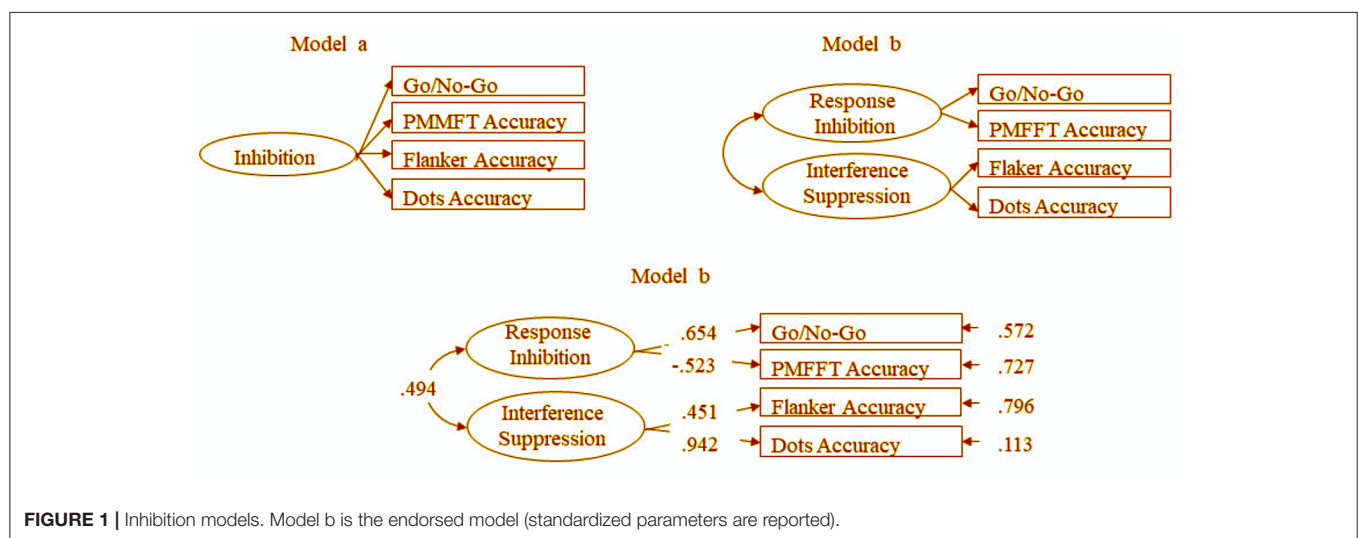 Model a
Go/No-Go
PMMFT Accuracy
Inhibition
Flanker Accuracy
Dots Accuracy
Model b
Response
Inhibition
Go/No-Go
PMFFT Accuracy
Interference
Suppression
Flaker Accuracy
Dots Accuracy
Model b
Response
Inhibition
.654
Go/No-Go
.572
-.523
PMFFT Accuracy
.727
.494
Interference
Suppression
.451
Flanker Accuracy
.796
.942
Dots Accuracy
.113
FIGURE 1 | Inhibition models. Model b is the endorsed model (standardized parameters are reported).